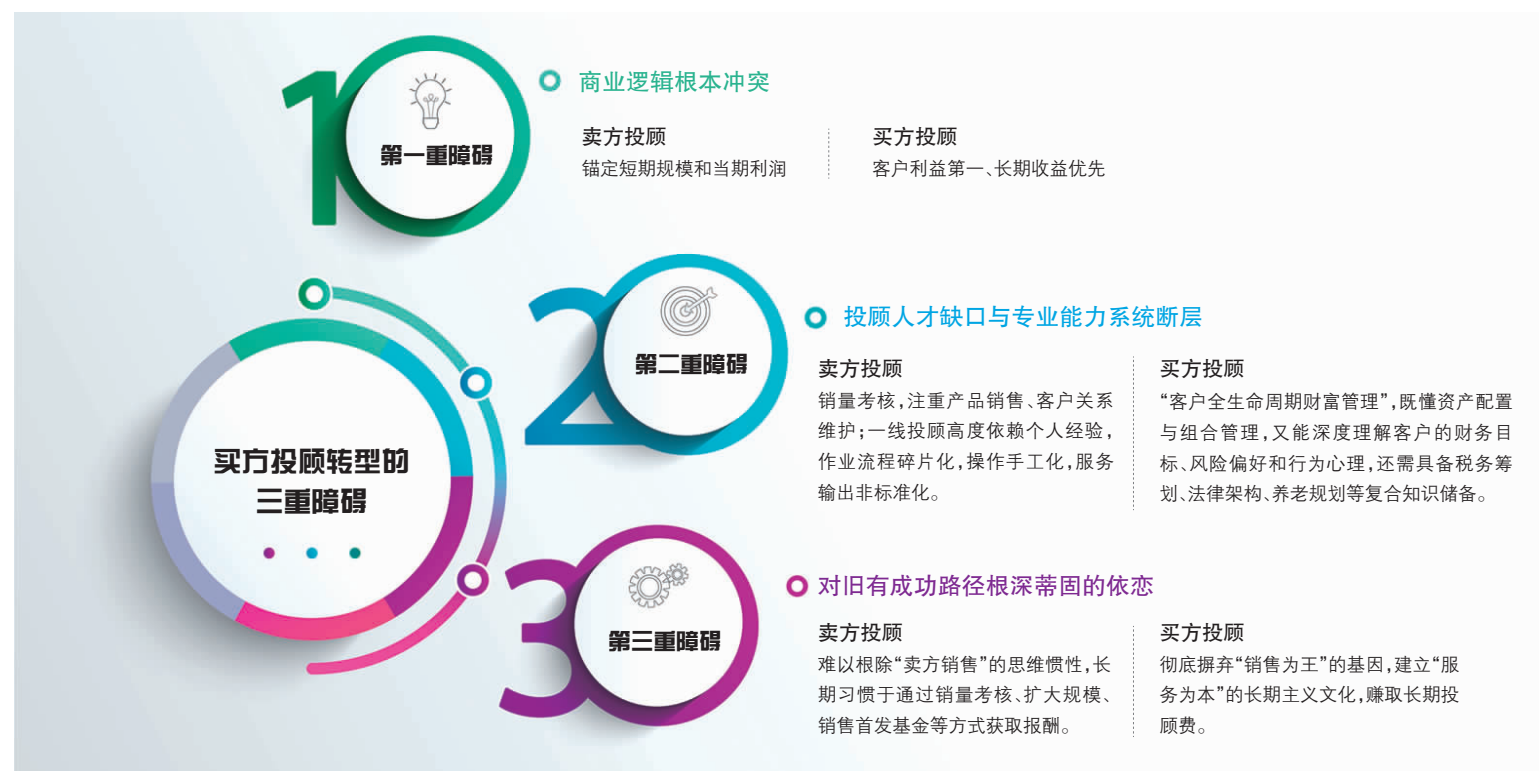 1
第一重障碍
商业逻辑根本冲突
卖方投顾
锚定短期规模和当期利润
买方投顾
客户利益第一、长期收益优先
买方投顾转型的
三重障碍
2
第二重障碍
投顾人才缺口与专业能力系统断层
卖方投顾
销量考核,注重产品销售、客户关系
维护;一线投顾高度依赖个人经验,
作业流程碎片化,操作手工化,服务
输出非标准化。
买方投顾
“客户全生命周期财富管理”,既懂资产配置
与组合管理,又能深度理解客户的财务目
标、风险偏好和行为心理,还需具备税务筹
划、法律架构、养老规划等复合知识储备。
3
第三重障碍
对旧有成功路径根深蒂固的依恋
卖方投顾
难以根除“卖方销售”的思维惯性,长
期习惯于通过销量考核、扩大规模、
销售首发基金等方式获取报酬。
买方投顾
彻底摒弃“销售为王”的基因,建立“服
务为本”的长期主义文化,赚取长期投
顾费。